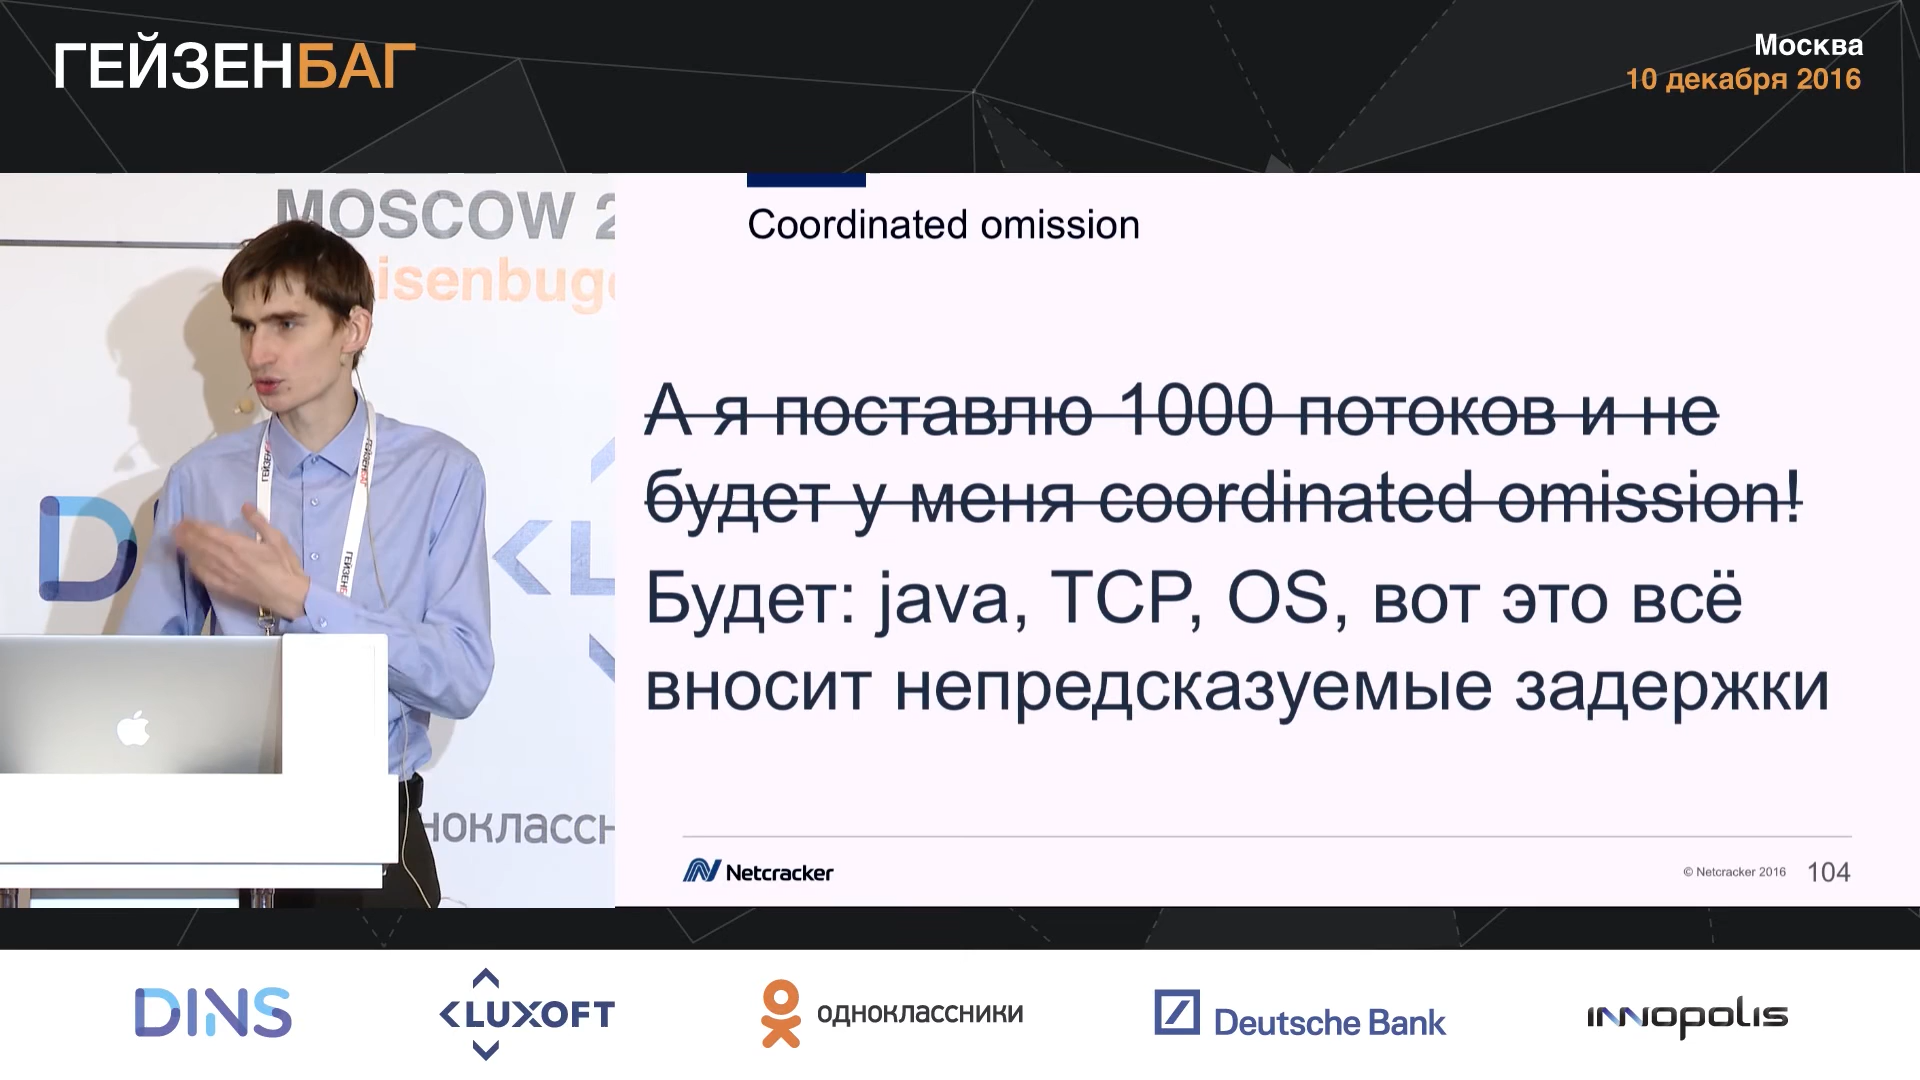 ГЕЙЗЕНБАГ
Москва
10 декабря 2016
MOSCOW 2
isenbug
Coordinated omission
А я поставлю 1000 потоков и не
будет у меня coordinated omission!
Будет: java, TCP, OS, вот это всё
вносит непредсказуемые задержки
Netcracker
© Netcracker 2016
104
ноклассн
DINS
LUXOFT
одноклассники
Deutsche Bank
innopolis